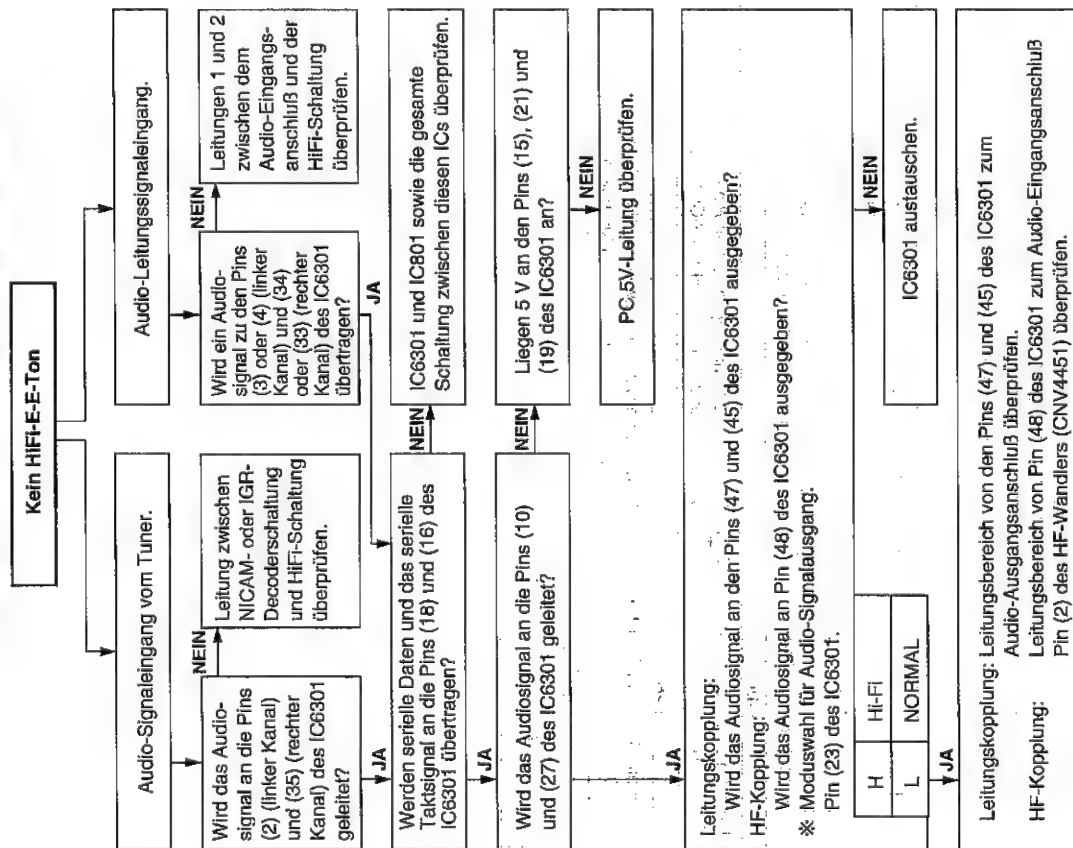 Kein HiFi-E-E-Ton
Audio-Signaleingang vom Tuner.
Audio-Leitungssignaleingang.
Wird das Audio-
signal an die Pins
(2) (linker Kanal)
und (35) (rechter
Kanal) des IC6301
geleitet?
NEIN
Leitung zwischen
NICAM- oder IGR-
Decoderschaltung
und HiFi-Schaltung
überprüfen.
JA
Wird ein Audio-
signal zu den Pins
(3) oder (4) (linker
Kanal) und (34)
oder (33) (rechter
Kanal) des IC6301
übertragen?
NEIN
Leitungen 1 und 2
zwischen dem
Audio-Eingangs-
anschluß und der
HiFi-Schaltung
überprüfen.
JA
Werden serielle Daten und das serielle
Taktsignal an die Pins (18) und (16) des
IC6301 übertragen?
NEIN
IC6301 und IC801 sowie die gesamte
Schaltung zwischen diesen ICs überprüfen.
JA
Wird das Audiosignal an die Pins (10)
und (27) des IC6301 geleitet?
NEIN
Liegen 5 V an den Pins (15), (21) und
(19) des IC6301 an?
NEIN
PC 5V-Leitung überprüfen.
JA
Leitungskopplung:
Wird das Audiosignal an den Pins (47) und (45) des IC6301 ausgegeben?
HF-Kopplung:
Wird das Audiosignal an Pin (48) des IC6301 ausgegeben?
※ Moduswahl für Audio-Signalausgang:
Pin (23) des IC6301.
H Hi-Fi
L NORMAL
NEIN
IC6301 austauschen.
JA
Leitungskopplung: Leitungsbereich von den Pins (47) und (45) des IC6301 zum
Audio-Ausgangsanschluß überprüfen.
HF-Kopplung: Leitungsbereich von Pin (48) des IC6301 zum Audio-Eingangsanschluß
Pin (2) des HF-Wandlers (CNV4451) überprüfen.